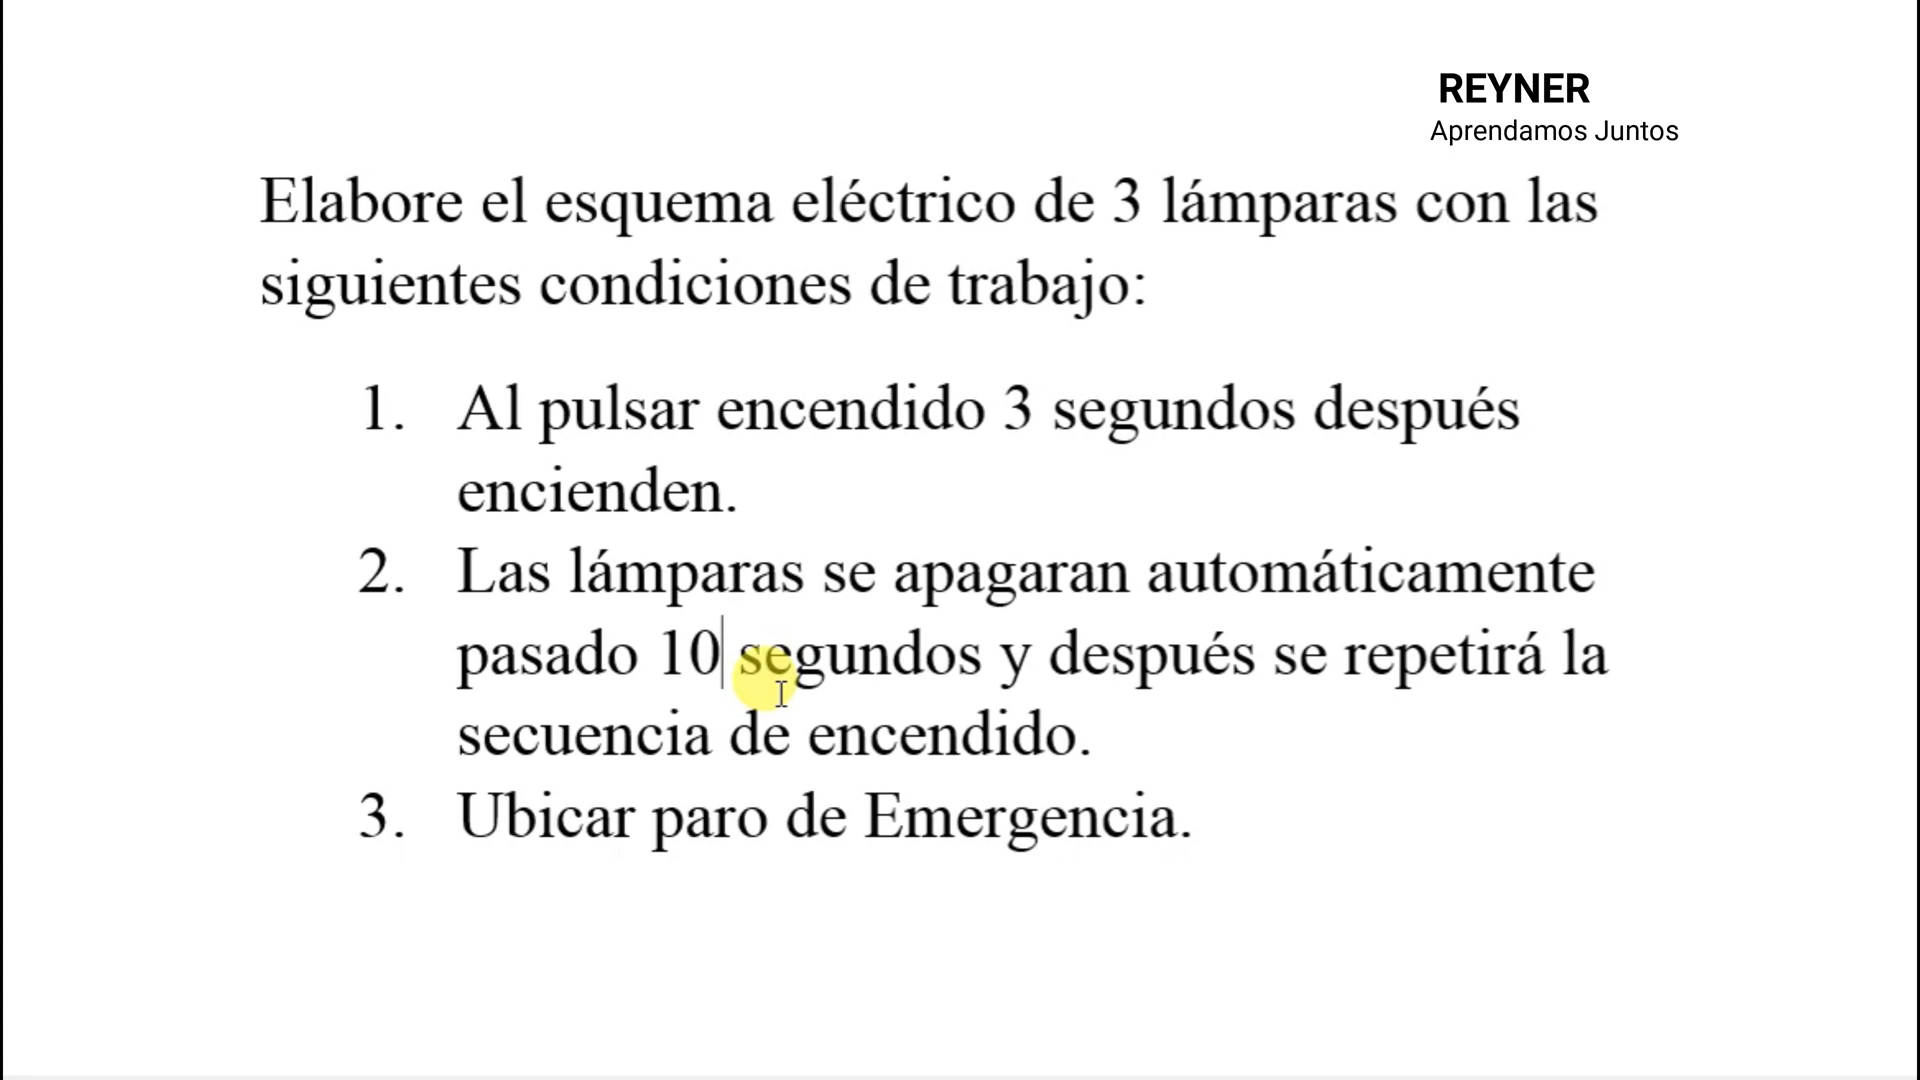 REYNER
Aprendamos Juntos
Elabore el esquema eléctrico de 3 lámparas con las
siguientes condiciones de trabajo:
1. Al pulsar encendido 3 segundos después
encienden.
2. Las lámparas se apagaran automáticamente
pasado 10 segundos y después se repetirá la
secuencia de encendido.
3. Ubicar paro de Emergencia.